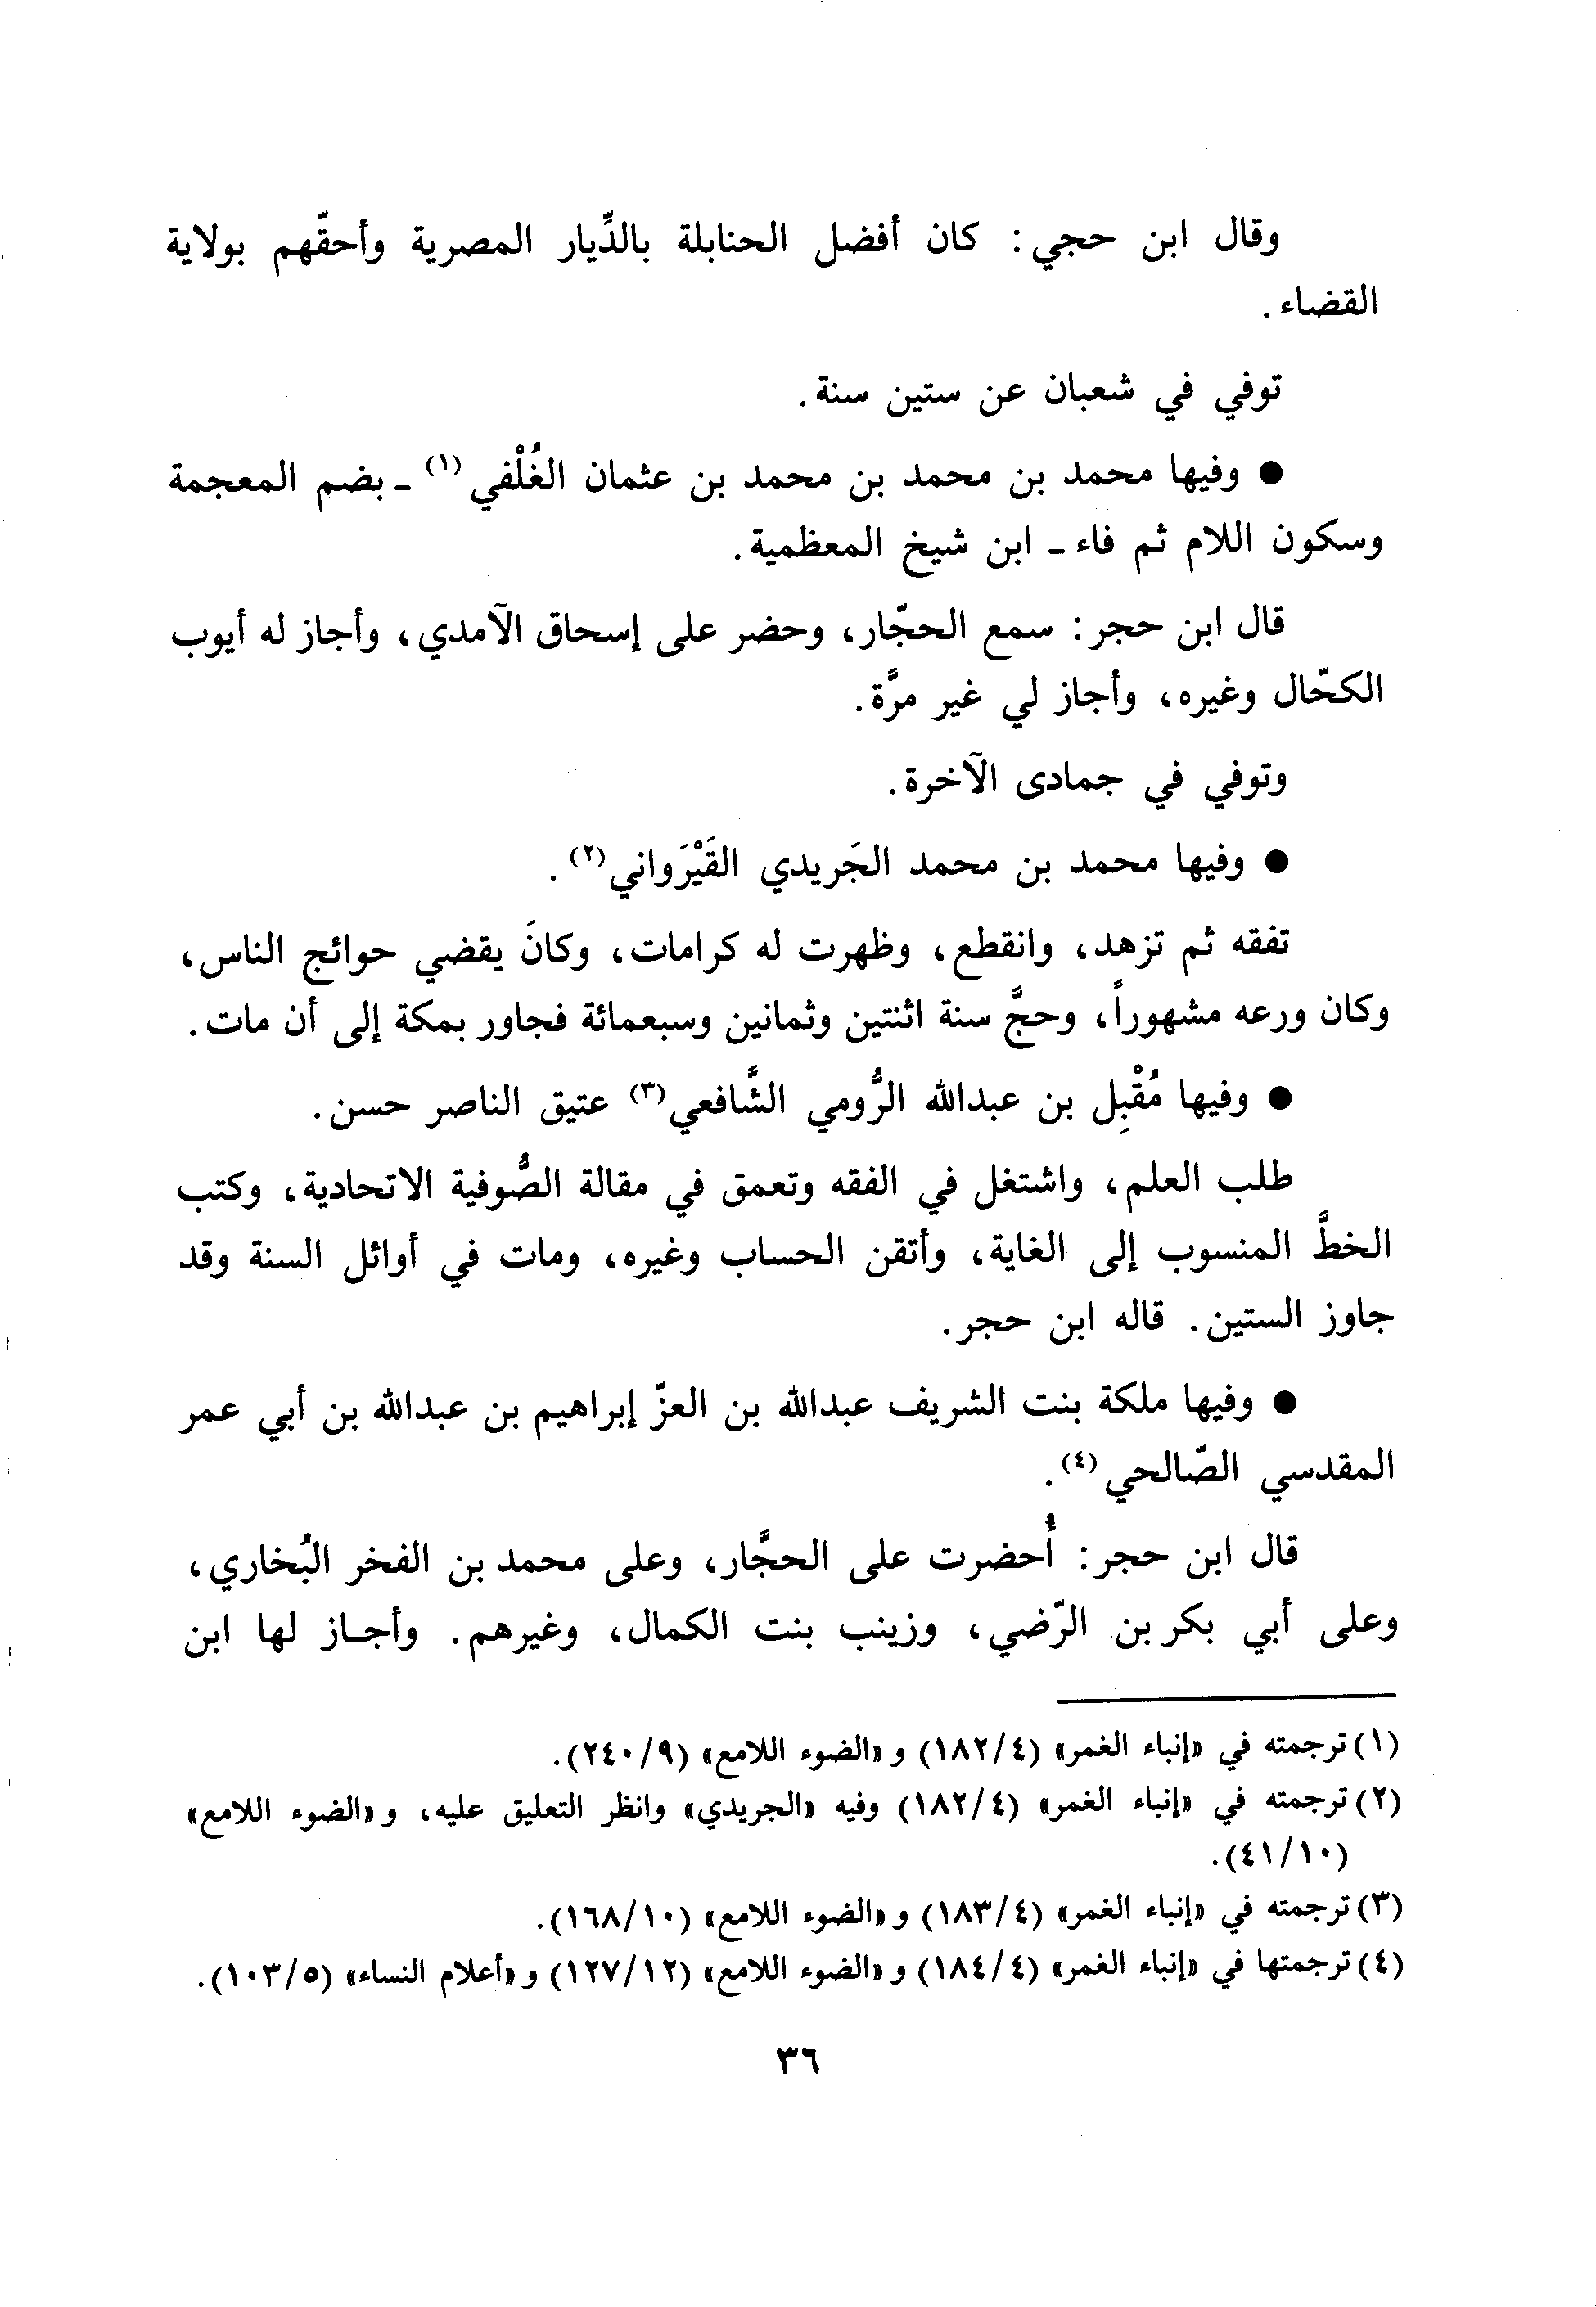 وقال ابن حجي: كان أفضل الحنابلة بالدِّيار المصرية وأحقّهم بولاية
القضاء.
توفي في شعبان عن ستين سنة.
● وفيها محمد بن محمد بن محمد بن عثمان الغُلْفي(١) ـ بضم المعجمة
وسكون اللام ثم فاء ـ ابن شيخ المعظمية.
قال ابن حجر: سمع الحجّار، وحضر على إسحاق الآمدي، وأجاز له أيوب
الكحّال وغيره، وأجاز لي غير مرَّة.
وتوفي في جمادى الآخرة.
● وفيها محمد بن محمد الجَريدي القَيْرَواني(٢).
تفقه ثم تزهد، وانقطع، وظهرت له كرامات، وكانَ يقضي حوائج الناس،
وكان ورعه مشهوراً، وحجَّ سنة اثنتين وثمانين وسبعمائة فجاور بمكة إلى أن مات.
● وفيها مُقْبِل بن عبدالله الرُّومي الشَّافعي(٣) عتيق الناصر حسن.
طلب العلم، واشتغل في الفقه وتعمق في مقالة الصُّوفية الاتحادية، وكتب
الخطَّ المنسوب إلى الغاية، وأتقن الحساب وغيره، ومات في أوائل السنة وقد
جاوز الستين. قاله ابن حجر.
● وفيها ملكة بنت الشريف عبدالله بن العزّ إبراهيم بن عبدالله بن أبي عمر
المقدسي الصّالحي(٤).
قال ابن حجر: أُحضرت على الحجَّار، وعلى محمد بن الفخر البُخاري،
وعلى أبي بكر بن الرّضي، وزينب بنت الكمال، وغيرهم. وأجـاز لها ابن
(١) ترجمته في «إنباء الغمر» (٤/١٨٢) و «الضوء اللامع» (٩/٢٤٠).
(٢) ترجمته في «إنباء الغمر» (٤/١٨٢) وفيه «الجريدي» وانظر التعليق عليه، و «الضوء اللامع»
(١٠/٤١).
(٣) ترجمته في «إنباء الغمر» (٤/١٨٣) و «الضوء اللامع» (١٠/١٦٨).
(٤) ترجمتها في «إنباء الغمر» (٤/١٨٤) و «الضوء اللامع» (١٢/١٢٧) و «أعلام النساء» (٥/١٠٣).
٣٦